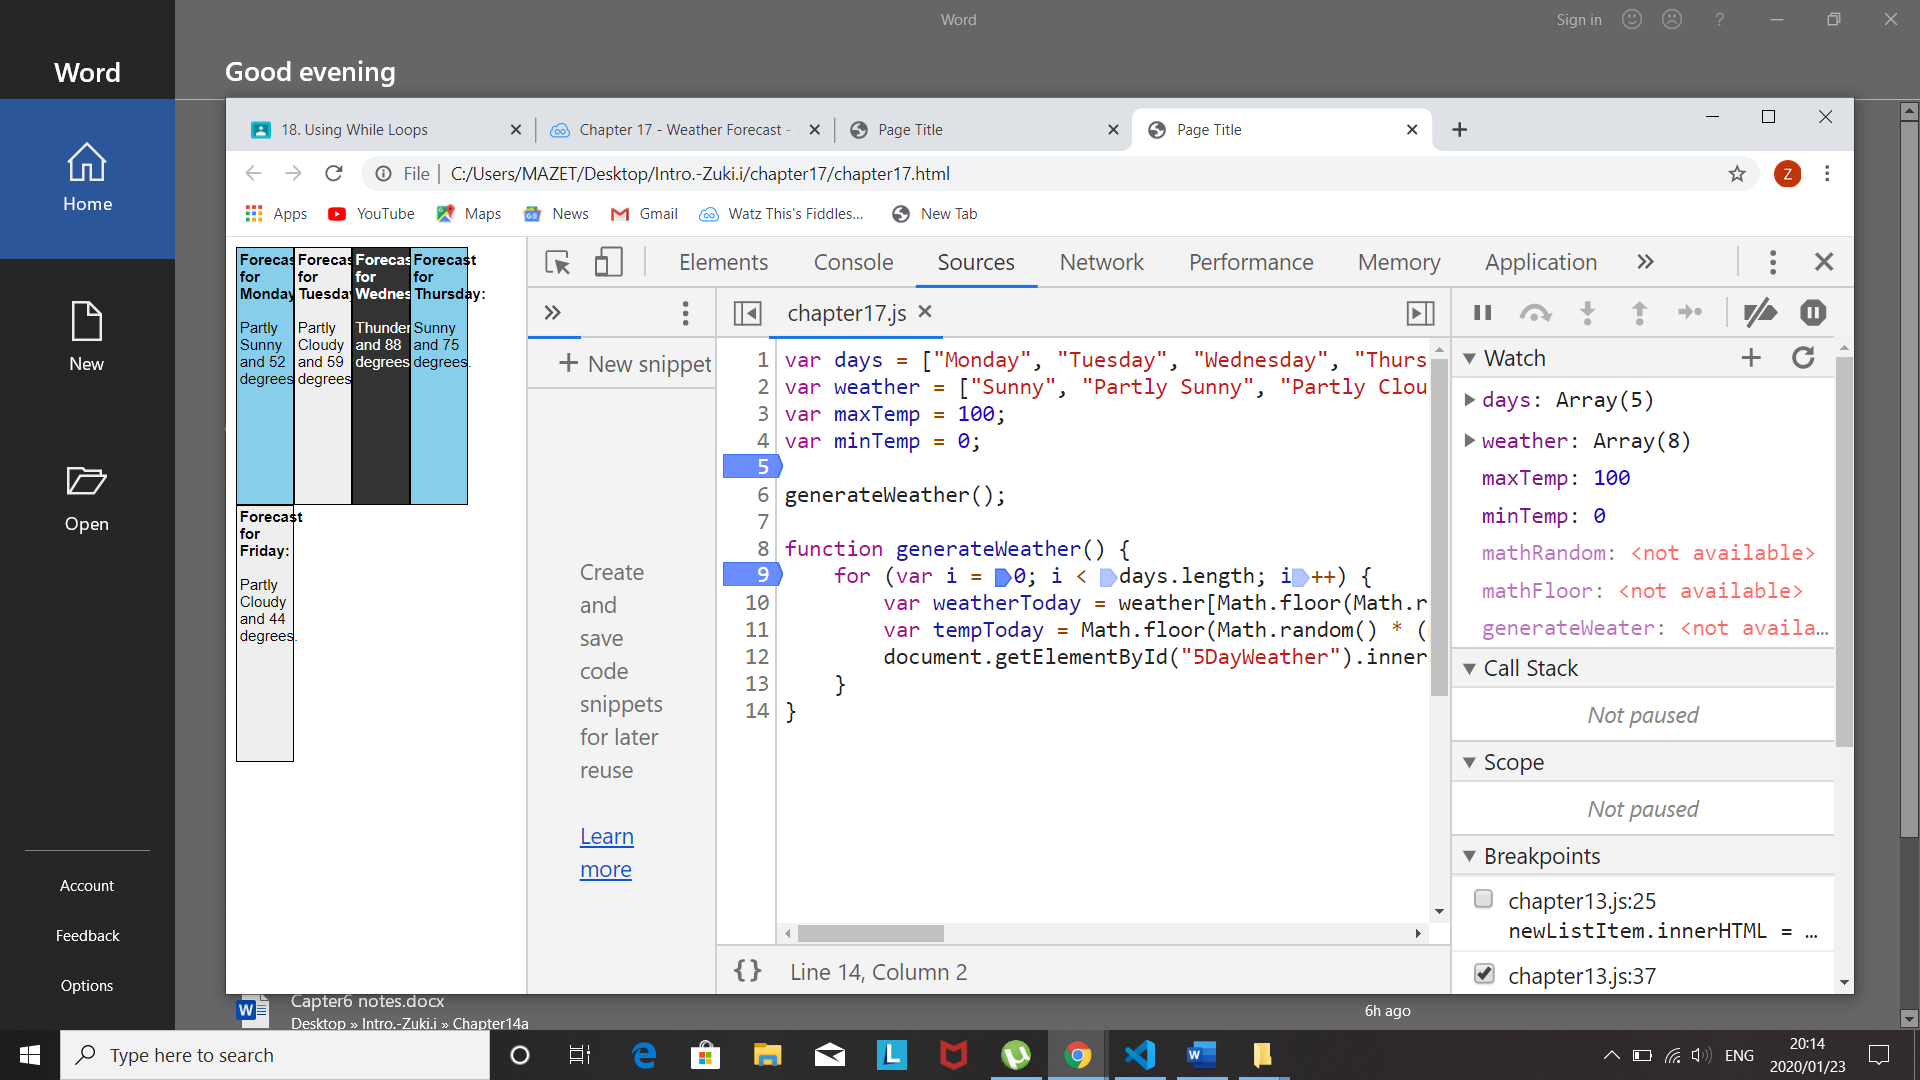 Word
Sign in
?
Word
Good evening
Home
New
Open
Account
Feedback
Options
18. Using While Loops
Chapter 17 - Weather Forecast -
Page Title
Page Title
File | C:/Users/MAZET/Desktop/Intro.-Zuki.i/chapter17/chapter17.html
Z
Apps
YouTube
Maps
News
Gmail
Watz This's Fiddles...
New Tab
Forecas
for
Monday
Partly
Sunny
and 52
degrees
Forecas
for
Tuesda
Partly
Cloudy
and 59
degrees
Forecas
for
Wednes
Thunder
and 88
degrees
Forecast
for
Thursday:
Sunny
and 75
degrees.
Forecast
for
Friday:
Partly
Cloudy
and 44
degrees.
Elements
Console
Sources
Network
Performance
Memory
Application
»
»
+ New snippet
Create
and
save
code
snippets
for later
reuse
Learn
more
chapter17.js
1 var days = ["Monday", "Tuesday", "Wednesday", "Thurs
2 var weather = ["Sunny", "Partly Sunny", "Partly Clou
3 var maxTemp = 100;
4 var minTemp = 0;
5
6 generateWeather();
7
8 function generateWeather() {
9 for (var i = 0; i < days.length; i++) {
10 var weatherToday = weather[Math.floor(Math.r
11 var tempToday = Math.floor(Math.random() * (
12 document.getElementById("5DayWeather").inner
13 }
14 }
{} Line 14, Column 2
Watch
days: Array(5)
weather: Array(8)
maxTemp: 100
minTemp: 0
mathRandom: <not available>
mathFloor: <not available>
generateWeater: <not availa…
Call Stack
Not paused
Scope
Not paused
Breakpoints
chapter13.js:25
newListItem.innerHTML = …
chapter13.js:37
Capter6 notes.docx
Desktop » Intro.-Zuki.i » Chapter14a
6h ago
Type here to search
ENG
20:14
2020/01/23